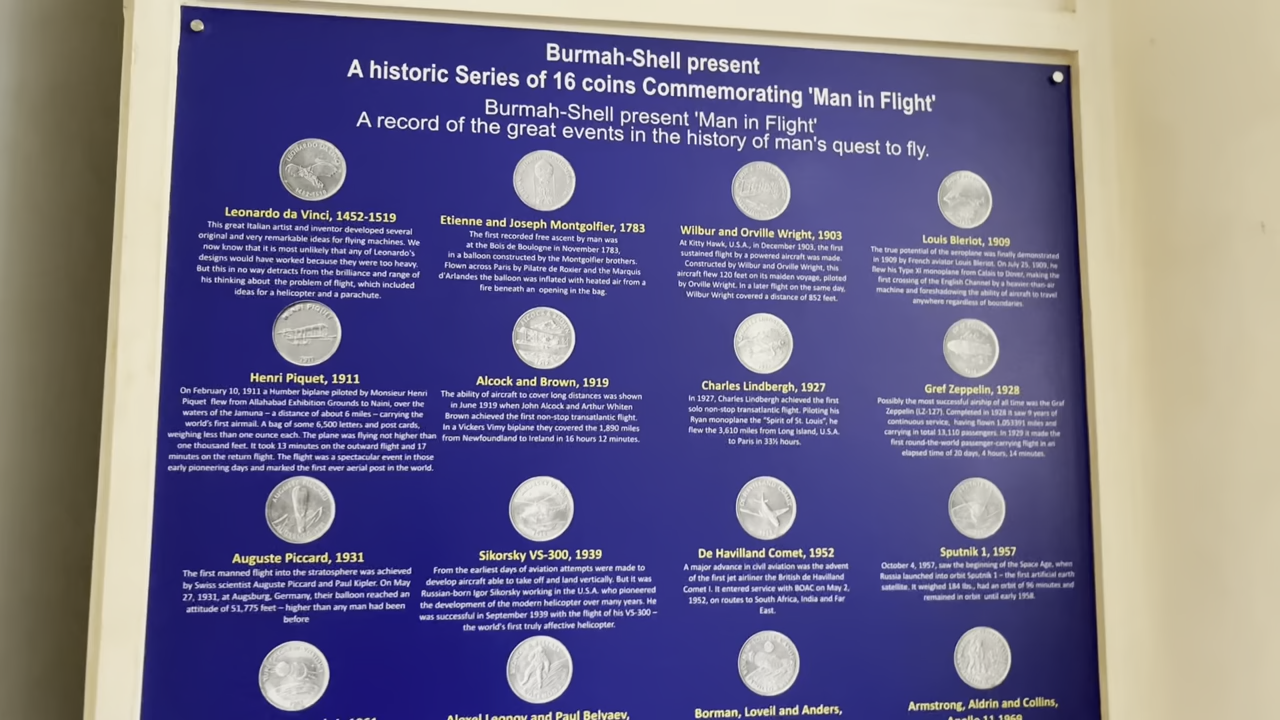 Burmah-Shell present
A historic Series of 16 coins Commemorating 'Man in Flight'
Burmah-Shell present 'Man in Flight'
A record of the great events in the history of man's quest to fly.
Leonardo da Vinci, 1452-1519
This great Italian artist and inventor developed several
original and very remarkable ideas for flying machines. We
now know that it is most unlikely that any of Leonardo's
designs would have worked because they were too heavy.
But this in no way detracts from the brilliance and range of
his thinking about the problem of flight, which included
ideas for a helicopter and a parachute.
Etienne and Joseph Montgolfier, 1783
The first recorded free ascent by man was
at the Bois de Boulogne in November 1783,
in a balloon constructed by the Montgolfier brothers.
Flown across Paris by Pilatre de Roxier and the Marquis
d'Arlandes the balloon was inflated with heated air from a
fire beneath an opening in the bag.
Wilbur and Orville Wright, 1903
At Kitty Hawk, U.S.A., in December 1903, the first
sustained flight by a powered aircraft was made.
Constructed by Wilbur and Orville Wright, this
aircraft flew 120 feet on its maiden voyage, piloted
by Orville Wright. In a later flight on the same day,
Wilbur Wright covered a distance of 852 feet.
Louis Bleriot, 1909
The true potential of the aeroplane was finally demonstrated
in 1909 by French aviator Louis Bleriot. On July 25, 1909, he
flew his Type XI monoplane from Calais to Dover, making the
first crossing of the English Channel by a heavier-than-air
machine and foreshadowing the ability of aircraft to travel
anywhere regardless of boundaries.
Henri Piquet, 1911
On February 10, 1911 a Humber biplane piloted by Monsieur Henri
Piquet flew from Allahabad Exhibition Grounds to Naini, over the
waters of the Jamuna – a distance of about 6 miles – carrying the
world's first airmail. A bag of some 6,500 letters and post cards,
weighing less than one ounce each. The plane was flying not higher than
one thousand feet. It took 13 minutes on the outward flight and 17
minutes on the return flight. The flight was a spectacular event in those
early pioneering days and marked the first ever aerial post in the world.
Alcock and Brown, 1919
The ability of aircraft to cover long distances was shown
in June 1919 when John Alcock and Arthur Whiten
Brown achieved the first non-stop transatlantic flight.
In a Vickers Vimy biplane they covered the 1,890 miles
from Newfoundland to Ireland in 16 hours 12 minutes.
Charles Lindbergh, 1927
In 1927, Charles Lindbergh achieved the first
solo non-stop transatlantic flight. Piloting his
Ryan monoplane the "Spirit of St. Louis", he
flew the 3,610 miles from Long Island, U.S.A.
to Paris in 33½ hours.
Gref Zeppelin, 1928
Possibly the most successful airship of all time was the Graf
Zeppelin (LZ-127). Completed in 1928 it saw 9 years of
continuous service, having flown 1,053391 miles and
carrying in total 13,110 passengers. In 1929 it made the
first round-the-world passenger-carrying flight in an
elapsed time of 20 days, 4 hours, 14 minutes.
Auguste Piccard, 1931
The first manned flight into the stratosphere was achieved
by Swiss scientist Auguste Piccard and Paul Kipler. On May
27, 1931, at Augsburg, Germany, their balloon reached an
attitude of 51,775 feet – higher than any man had been
before
Sikorsky VS-300, 1939
From the earliest days of aviation attempts were made to
develop aircraft able to take off and land vertically. But it was
Russian-born Igor Sikorsky working in the U.S.A. who pioneered
the development of the modern helicopter over many years. He
was successful in September 1939 with the flight of his VS-300 –
the world's first truly affective helicopter.
De Havilland Comet, 1952
A major advance in civil aviation was the advent
of the first jet airliner the British de Havilland
Comet I. It entered service with BOAC on May 2,
1952, on routes to South Africa, India and Far
East.
Sputnik 1, 1957
October 4, 1957, saw the beginning of the Space Age, when
Russia launched into orbit Sputnik 1 – the first artificial earth
satellite. It weighed 184 lbs., had an orbit of 96 minutes and
remained in orbit until early 1958.
Alexel Leonov and Paul Belyaev,
Borman, Loveil and Anders,
Armstrong, Aldrin and Collins,
Apollo 11 1969